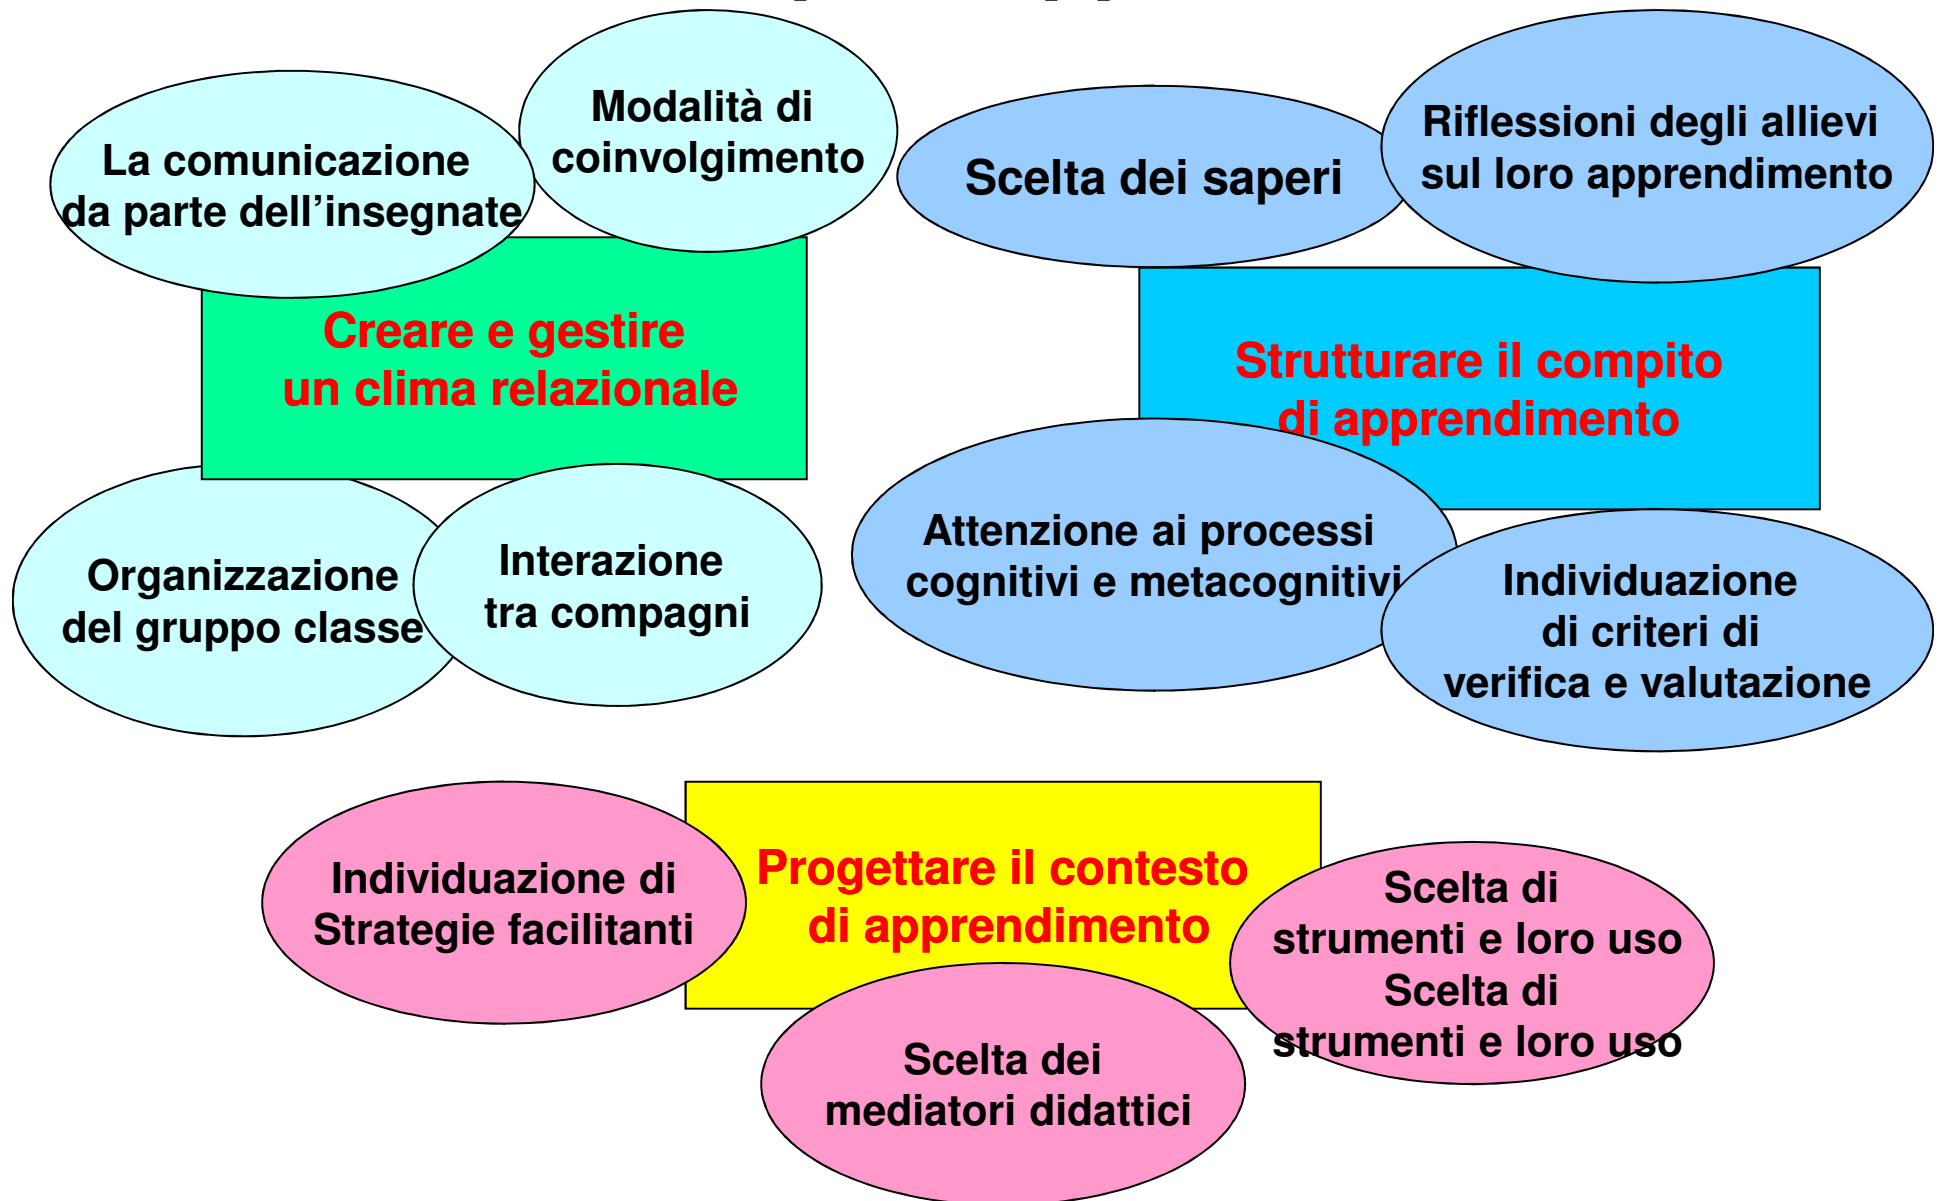 La comunicazione
da parte dell’insegnate
Modalità di
coinvolgimento
Scelta dei saperi
Riflessioni degli allievi
sul loro apprendimento
Creare e gestire
un clima relazionale
Strutturare il compito
di apprendimento
Organizzazione
del gruppo classe
Interazione
tra compagni
Attenzione ai processi
cognitivi e metacognitivi
Individuazione
di criteri di
verifica e valutazione
Individuazione di
Strategie facilitanti
Progettare il contesto
di apprendimento
Scelta di
strumenti e loro uso
Scelta di
strumenti e loro uso
Scelta dei
mediatori didattici